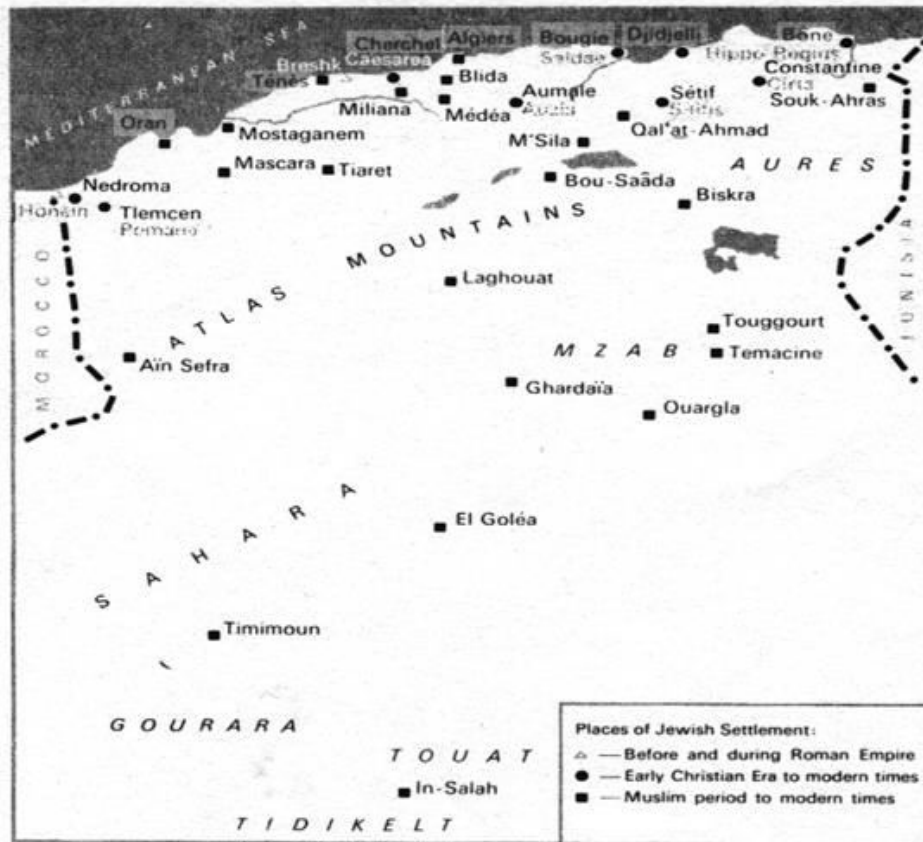 MEDITERRANEAN SEA
Cherchel
Caesarea
Algiers
Bougie
Saldae
Djidjelli
Bône
Hippo Regius
Breshk
Ténès
Blida
Aumale
Constantine
Cirta
Miliana
Médéa
Sétif
Souk-Ahras
Oran
Mostaganem
Qal'at-Ahmad
M'Sila
Mascara
Tiaret
AURES
Bou-Saâda
Nedroma
Honein
Tlemcen
Biskra
ATLAS MOUNTAINS
MOROCCO
TUNISIA
Laghouat
Touggourt
MZAB
Temacine
Aïn Sefra
Ghardaïa
Ouargla
SAHARA
El Goléa
Timimoun
GOURARA
TOUAT
In-Salah
TIDIKELT
Places of Jewish Settlement:
— Before and during Roman Empire
— Early Christian Era to modern times
— Muslim period to modern times